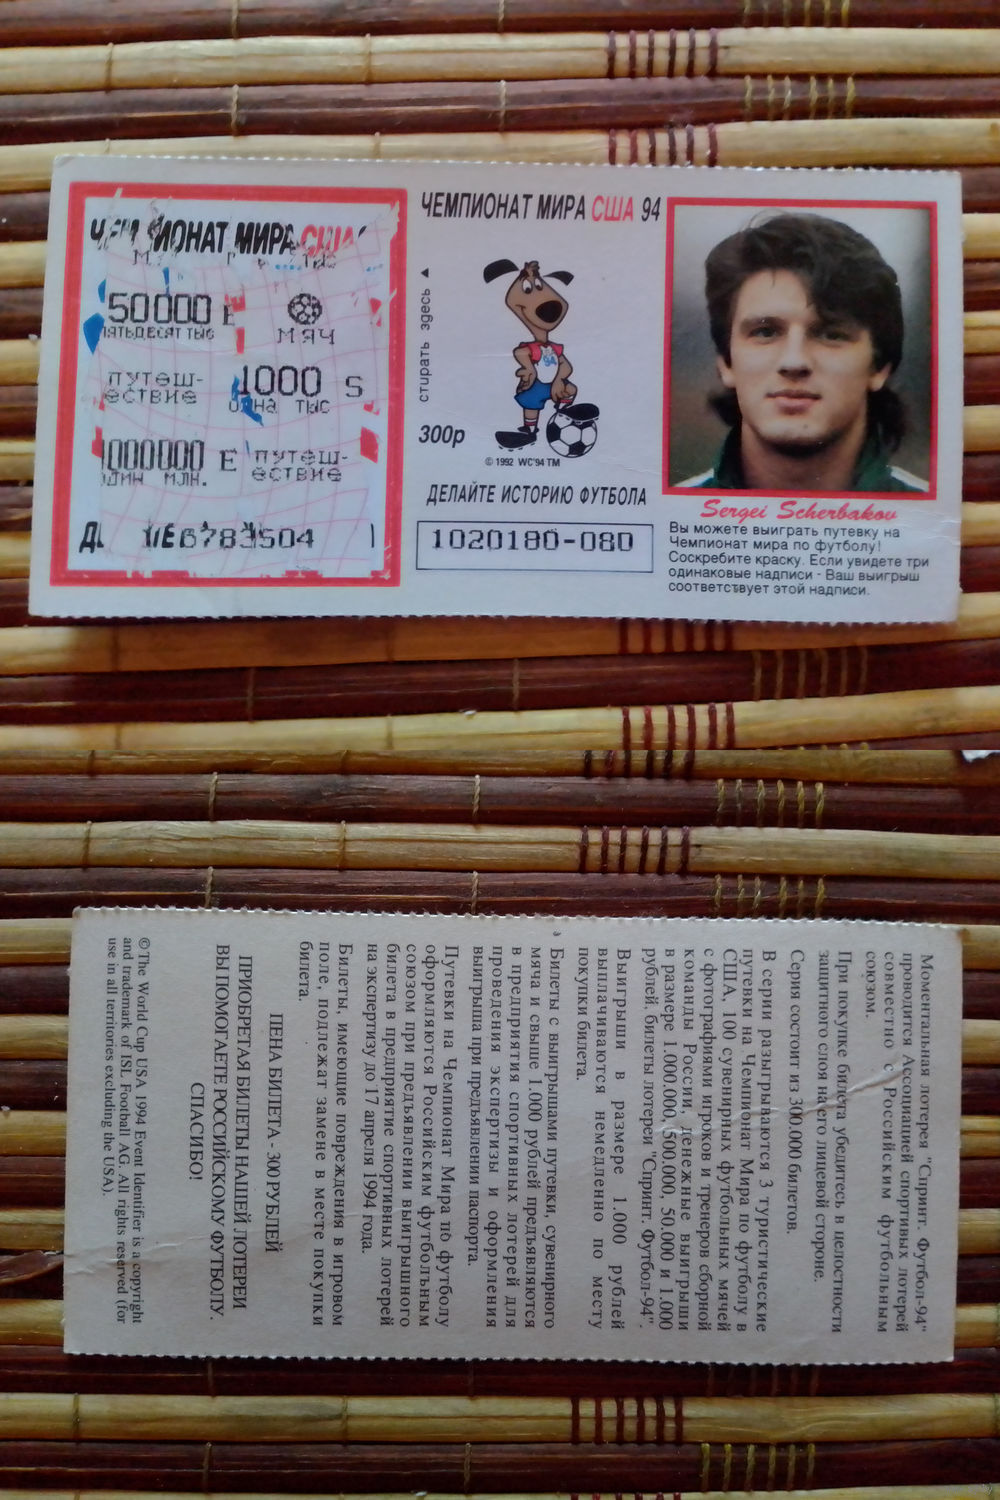 ЧЕМПИОНАТ МИРА США
50000 Е
ПЯТЬДЕСЯТ ТЫС
МЯЧ
путеш-
ествие
1000 S
одна тыс
1000000 Е
ОДИН МЛН.
путеш-
ествие
6783504
ЧЕМПИОНАТ МИРА США 94
стирать здесь
300р
© 1992 WC'94 TM
ДЕЛАЙТЕ ИСТОРИЮ ФУТБОЛА
1020180-080
Sergei Scherbakov
Вы можете выиграть путевку на
Чемпионат мира по футболу!
Соскребите краску. Если увидете три
одинаковые надписи - Ваш выигрыш
соответствует этой надписи.
Моментальная лотерея "Спринт. Футбол-94"
проводится Ассоциацией спортивых лотерей
совместно с Российским футбольным
союзом.
При покупке билета убедитесь в целостности
защитного слоя на его лицевой стороне.
Серия состоит из 300.000 билетов.
В серии разыгрываются 3 туристические
путевки на Чемпионат Мира по футболу в
США, 100 сувенирных футбольных мячей
с фотографиями игроков и тренеров сборной
команды России, денежные выигрыши
в размере 1.000.000, 500.000, 50.000 и 1.000
рублей, билеты лотереи "Спринт. Футбол-94".
Выигрыши в размере 1.000 рублей
выплачиваются немедленно по месту
покупки билета.
Билеты с выигрышами путевки, сувенирного
мяча и свыше 1.000 рублей предъявляются
в предприятия спортивных лотерей для
проведения экспертизы и оформления
выигрыша при предъявлении паспорта.
Путевки на Чемпионат Мира по футболу
оформляются Российским футбольным
союзом при предъявлении выигрышного
билета в предприятие спортивных лотерей
на экспертизу до 17 апреля 1994 года.
Билеты, имеющие повреждения в игровом
поле, подлежат замене в месте покупки
билета.
ЦЕНА БИЛЕТА - 300 РУБЛЕЙ
ПРИОБРЕТАЯ БИЛЕТЫ НАШЕЙ ЛОТЕРЕИ
ВЫ ПОМОГАЕТЕ РОССИЙСКОМУ ФУТБОЛУ.
СПАСИБО!
© The World Cup USA 1994 Event Identifier is a copyright
and trademark of ISL Football AG. All rights reserved (for
use in all territories excluding the USA).